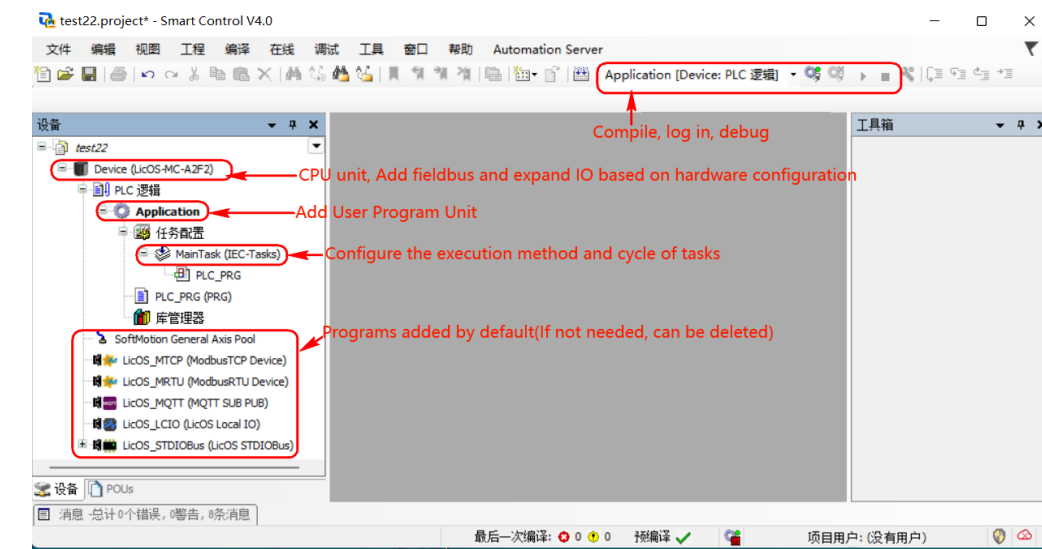 test22.project* - Smart Control V4.0
文件 编辑 视图 工程 编译 在线 调试 工具 窗口 帮助 Automation Server
Application [Device: PLC 逻辑]
设备
工具箱
Compile, log in, debug
test22
Device (LicOS-MC-A2F2)
CPU unit, Add fieldbus and expand IO based on hardware configuration
PLC 逻辑
Application
Add User Program Unit
任务配置
MainTask (IEC-Tasks)
Configure the execution method and cycle of tasks
PLC_PRG
PLC_PRG (PRG)
库管理器
Programs added by default(If not needed, can be deleted)
SoftMotion General Axis Pool
LicOS_MTCP (ModbusTCP Device)
LicOS_MRTU (ModbusRTU Device)
LicOS_MQTT (MQTT SUB PUB)
LicOS_LCIO (LicOS Local IO)
LicOS_STDIOBus (LicOS STDIOBus)
设备 POUs
消息 -总计0个错误, 0警告, 8条消息
最后一次编译: 0 0 预编译 项目用户: (没有用户)